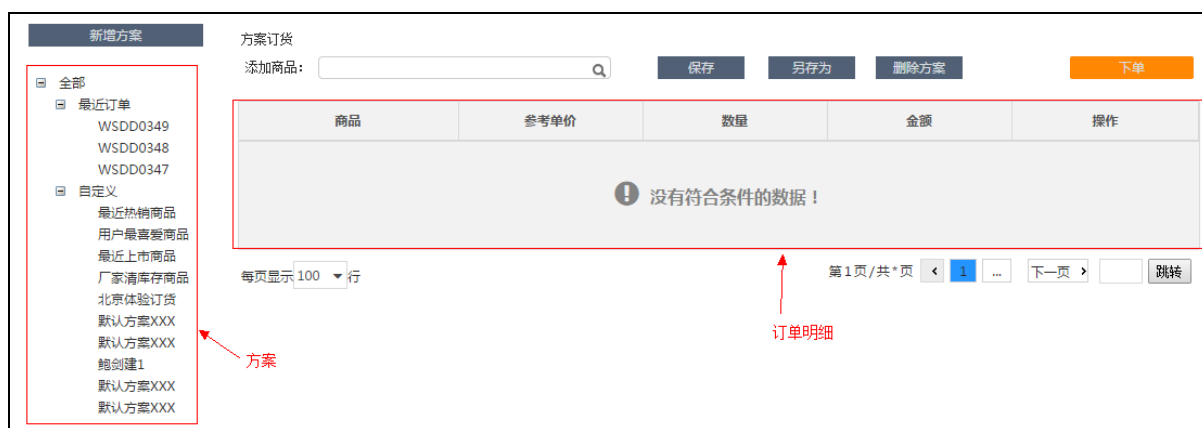 新增方案
全部
最近订单
WSDD0349
WSDD0348
WSDD0347
自定义
最近热销商品
用户最喜爱商品
最近上市商品
厂家清库存商品
北京体验订货
默认方案XXX
默认方案XXX
鲍剑建1
默认方案XXX
默认方案XXX
方案
方案订货
添加商品： 保存 另存为 删除方案 下单
商品 参考单价 数量 金额 操作
没有符合条件的数据！
每页显示 100 行 第1页/共*页 1 ... 下一页 跳转
订单明细